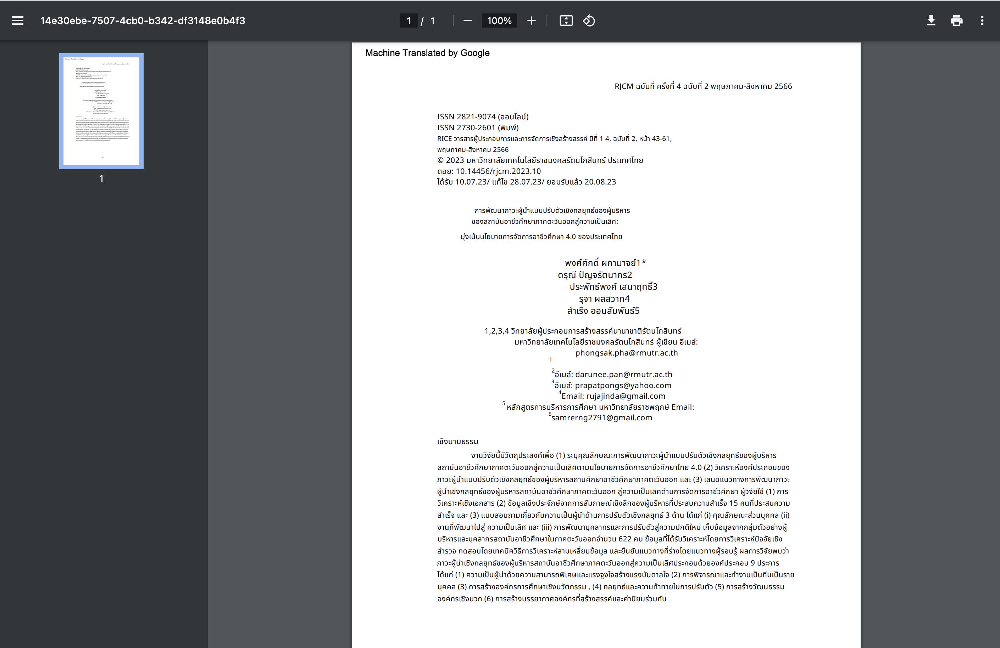 14e30ebe-7507-4cb0-b342-df3148e0b4f3
1 / 1
100%
1
Machine Translated by Google
RJCM ฉบับที่ ครั้งที่ 4 ฉบับที่ 2 พฤษภาคม-สิงหาคม 2566
ISSN 2821-9074 (ออนไลน์)
ISSN 2730-2601 (พิมพ์)
RICE วารสารผู้ประกอบการและการจัดการเชิงสร้างสรรค์ ปีที่ 1 4, ฉบับที่ 2, หน้า 43-61,
พฤษภาคม-สิงหาคม 2566
© 2023 มหาวิทยาลัยเทคโนโลยีราชมงคลรัตนโกสินทร์ ประเทศไทย
ดอย: 10.14456/rjcm.2023.10
ได้รับ 10.07.23/ แก้ไข 28.07.23/ ยอมรับแล้ว 20.08.23
การพัฒนาภาวะผู้นำแบบปรับตัวเชิงกลยุทธ์ของผู้บริหาร
ของสถาบันอาชีวศึกษาภาคตะวันออกสู่ความเป็นเลิศ:
มุ่งเน้นนโยบายการจัดการอาชีวศึกษา 4.0 ของประเทศไทย
พงศ์ศักดิ์ ผกามาจย์1*
ดรุณี ปัญจรัตนากร2
ประพัทธ์พงศ์ เสนาฤทธิ์3
รุจา ผลสวาท4
สำเริง ออนสัมพันธ์5
1,2,3,4 วิทยาลัยผู้ประกอบการสร้างสรรค์นานาชาติรัตนโกสินทร์
มหาวิทยาลัยเทคโนโลยีราชมงคลรัตนโกสินทร์ ผู้เขียน อีเมล์:
phongsak.pha@rmutr.ac.th
1
2อีเมล์: darunee.pan@rmutr.ac.th
3อีเมล์: prapatpongs@yahoo.com
4Email: rujajinda@gmail.com
5 หลักสูตรการบริหารการศึกษา มหาวิทยาลัยราชพฤกษ์ Email:
5samrerng2791@gmail.com
เชิงนามธรรม
งานวิจัยนี้มีวัตถุประสงค์เพื่อ (1) ระบุคุณลักษณะการพัฒนาภาวะผู้นำแบบปรับตัวเชิงกลยุทธ์ของผู้บริหาร
สถาบันอาชีวศึกษาภาคตะวันออกสู่ความเป็นเลิศตามนโยบายการจัดการอาชีวศึกษาไทย 4.0 (2) วิเคราะห์องค์ประกอบของ
ภาวะผู้นำแบบปรับตัวเชิงกลยุทธ์ของผู้บริหารสถานศึกษาอาชีวศึกษาภาคตะวันออก และ (3) เสนอแนวทางการพัฒนาภาวะ
ผู้นำเชิงกลยุทธ์ของผู้บริหารสถาบันอาชีวศึกษาภาคตะวันออก สู่ความเป็นเลิศด้านการจัดการอาชีวศึกษา ผู้วิจัยใช้ (1) การ
วิเคราะห์เชิงเอกสาร (2) ข้อมูลเชิงประจักษ์จากการสัมภาษณ์เชิงลึกของผู้บริหารที่ประสบความสำเร็จ 15 คนที่ประสบความ
สำเร็จ และ (3) แบบสอบถามเกี่ยวกับความเป็นผู้นำด้านการปรับตัวเชิงกลยุทธ์ 3 ด้าน ได้แก่ (i) คุณลักษณะส่วนบุคคล (ii)
งานที่พัฒนาไปสู่ ความเป็นเลิศ และ (iii) การพัฒนาบุคลากรและการปรับตัวสู่ความปกติใหม่ เก็บข้อมูลจากกลุ่มตัวอย่างผู้
บริหารและบุคลากรสถาบันอาชีวศึกษาในภาคตะวันออกจำนวน 622 คน ข้อมูลที่ได้รับวิเคราะห์โดยการวิเคราะห์ปัจจัยเชิง
สำรวจ ทดสอบโดยเทคนิควิธีการวิเคราะห์สามเหลี่ยมข้อมูล และยืนยันแนวทางที่ร่างโดยแนวทางผู้รอบรู้ ผลการวิจัยพบว่า
ภาวะผู้นำเชิงกลยุทธ์ของผู้บริหารสถาบันอาชีวศึกษาภาคตะวันออกสู่ความเป็นเลิศประกอบด้วยองค์ประกอบ 9 ประการ
ได้แก่ (1) ความเป็นผู้นำด้วยความสามารถพิเศษและแรงจูงใจสร้างแรงบันดาลใจ (2) การพิจารณาและทำงานเป็นทีมเป็นราย
บุคคล (3) การสร้างองค์กรการศึกษาเชิงนวัตกรรม , (4) กลยุทธ์และความท้าทายในการปรับตัว (5) การสร้างวัฒนธรรม
องค์กรเชิงบวก (6) การสร้างบรรยากาศองค์กรที่สร้างสรรค์และค่านิยมร่วมกัน